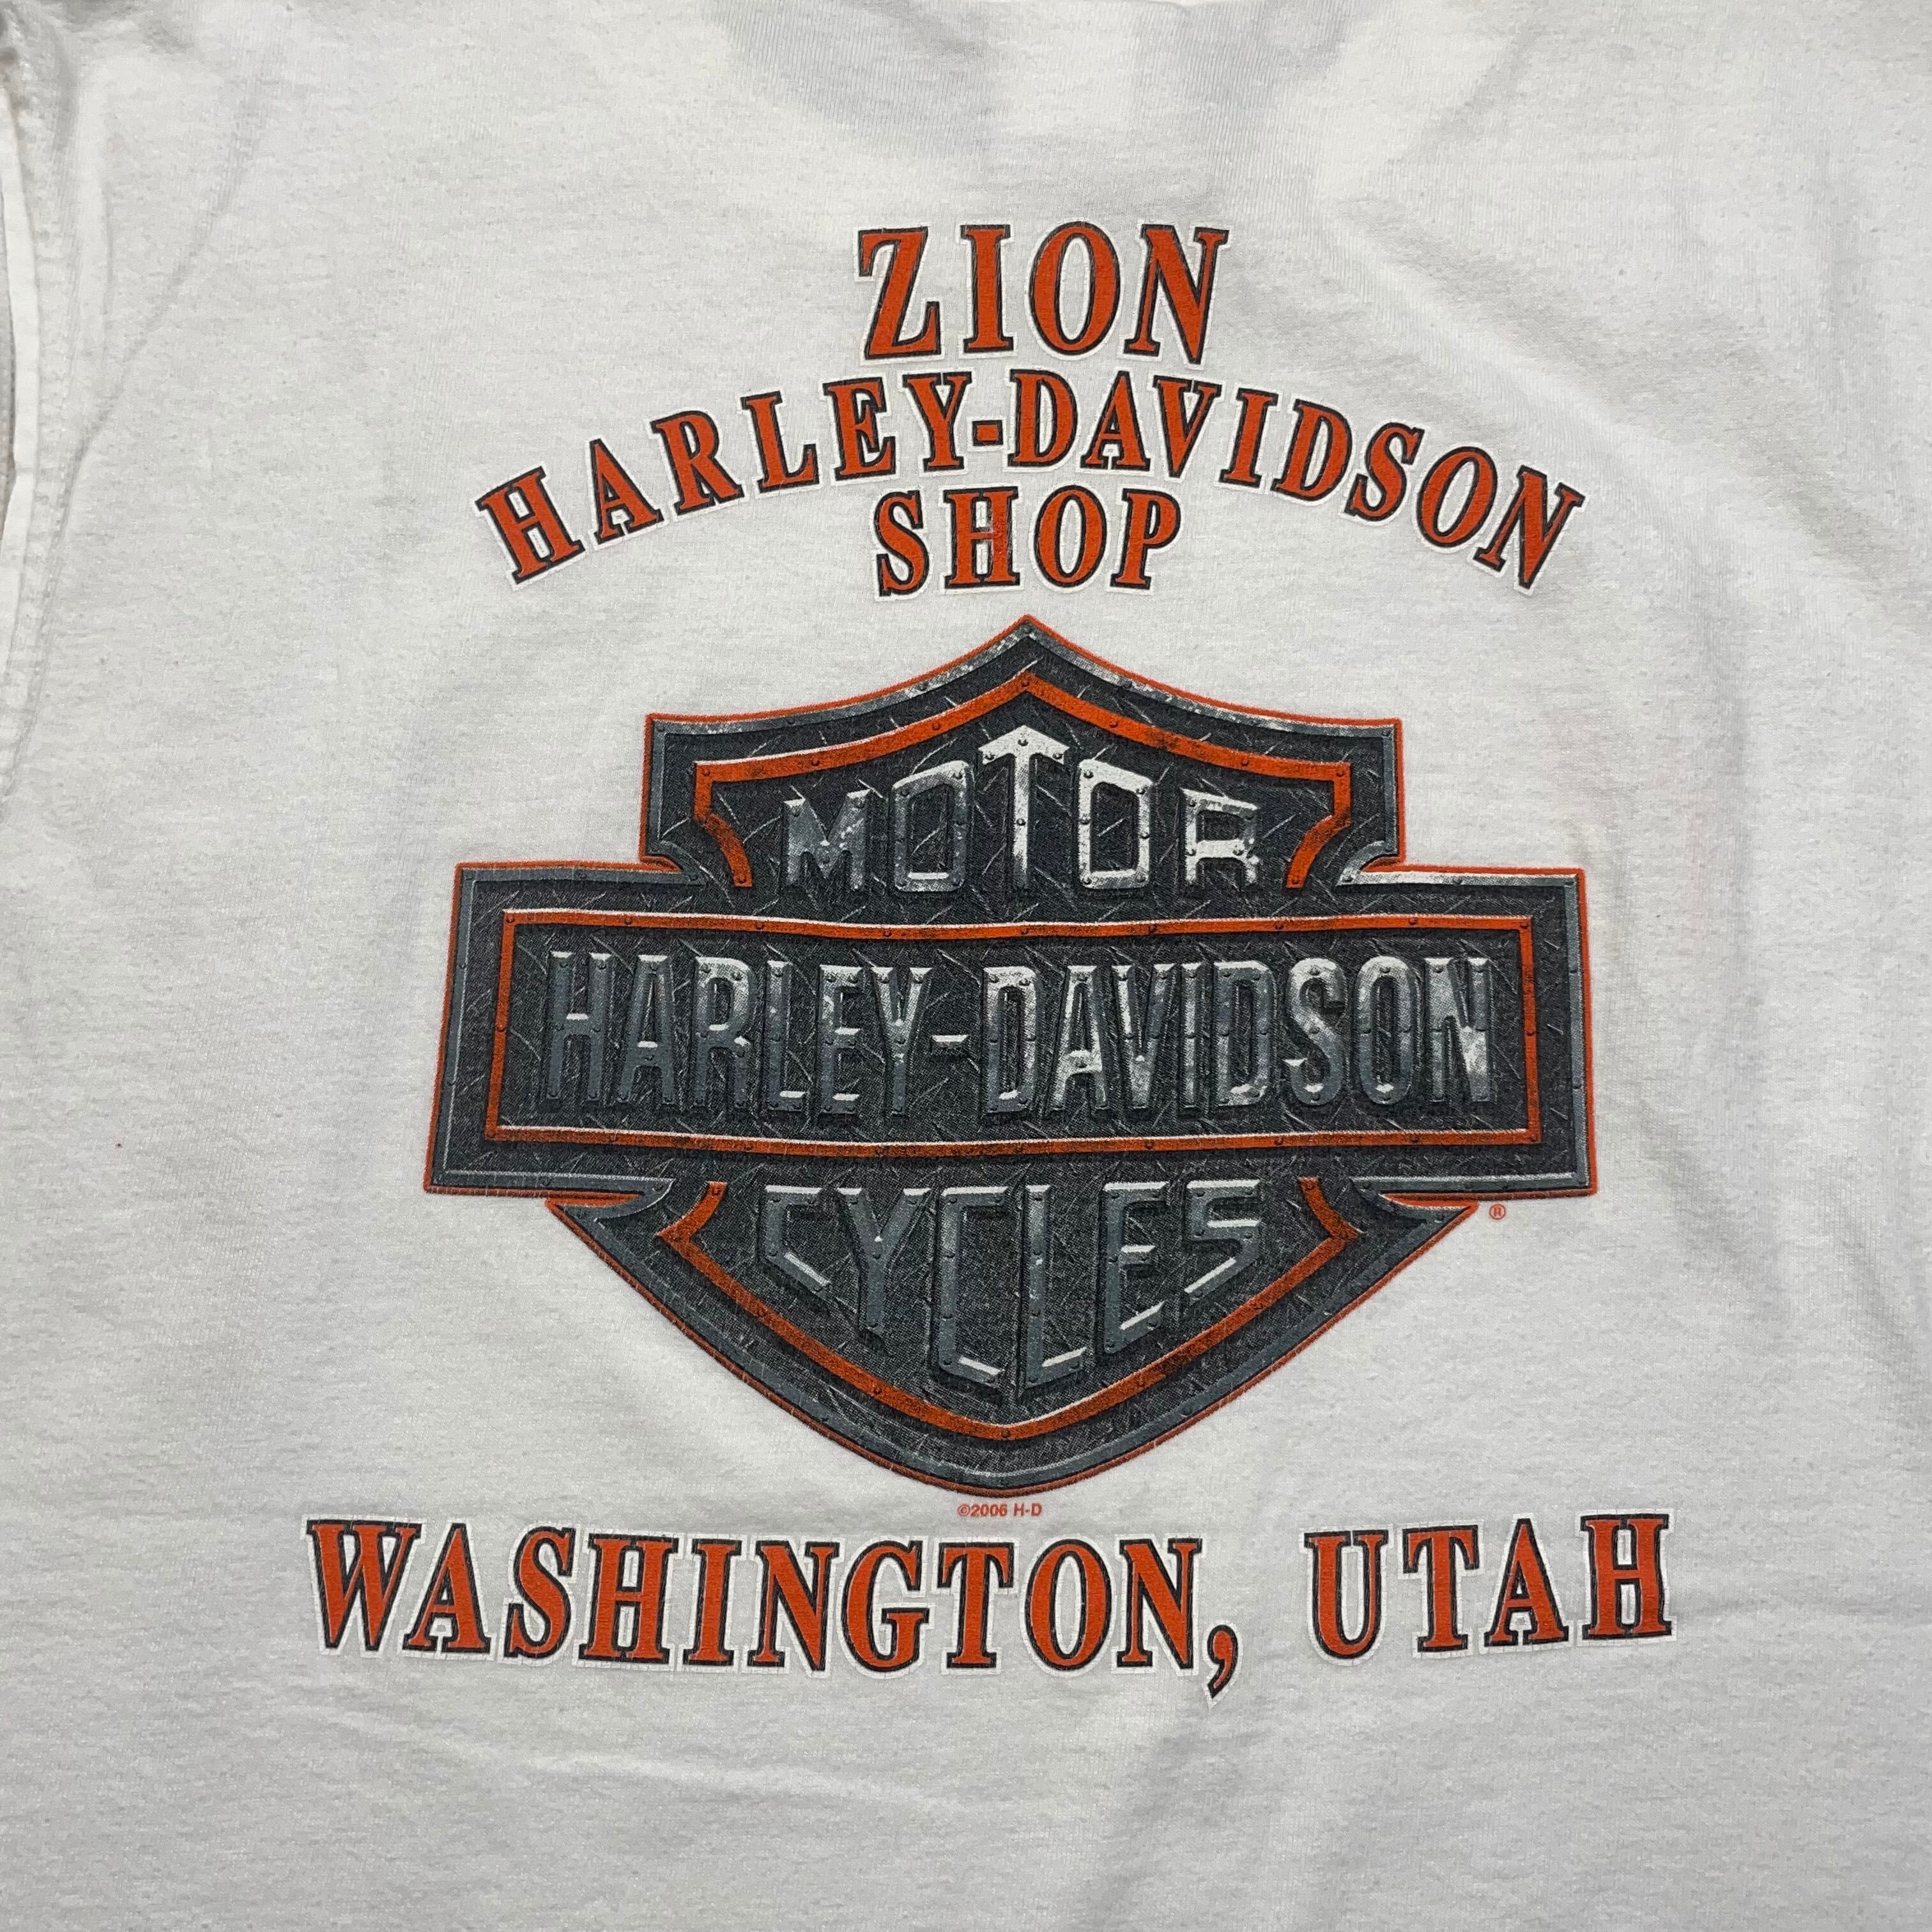 ZION
HARLEY-DAVIDSON
SHOP
MOTOR
HARLEY-DAVIDSON
CYCLES
®
©2006 H-D
WASHINGTON, UTAH